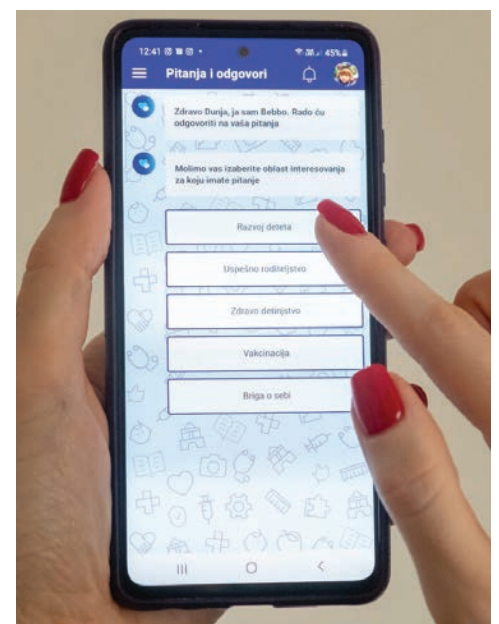 12:41
45%
Pitanja i odgovori
Zdravo Dunja, ja sam Bebbo. Rado ću
odgovoriti na vaša pitanja
Molimo vas izaberite oblast interesovanja
za koju imate pitanje
Razvoj deteta
Uspešno roditeljstvo
Zdravo detinjstvo
Vakcinacija
Briga o sebi